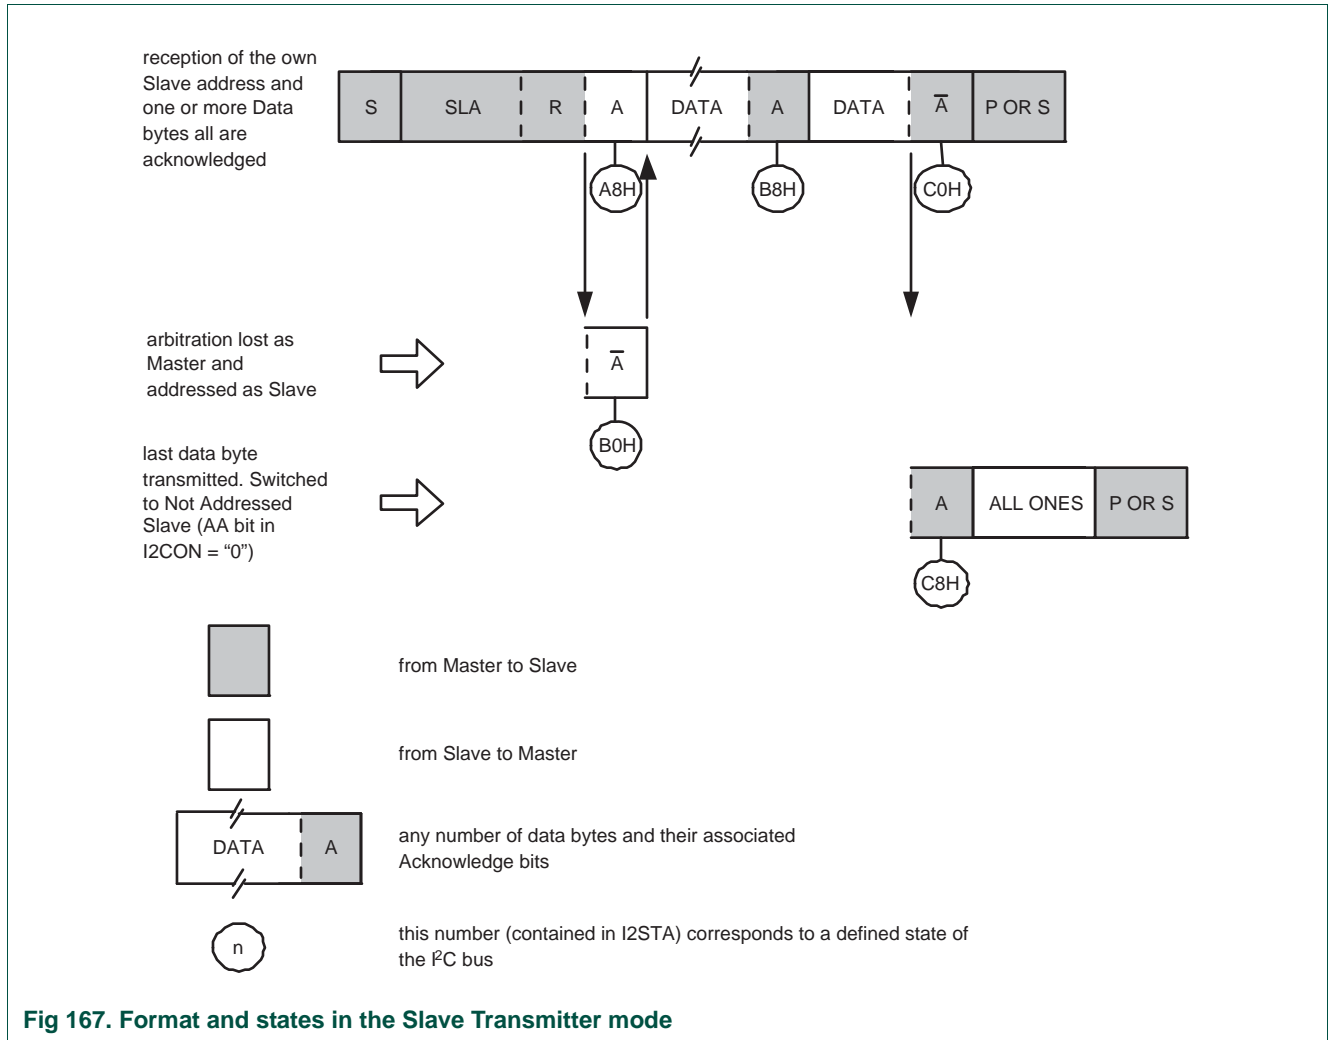 reception of the own
Slave address and
one or more Data
bytes all are
acknowledged
S SLA R A DATA A DATA A̅ P OR S
A8H B8H C0H
arbitration lost as
Master and
addressed as Slave
A̅
B0H
last data byte
transmitted. Switched
to Not Addressed
Slave (AA bit in
I2CON = “0”)
A ALL ONES P OR S
C8H
from Master to Slave
from Slave to Master
DATA A
any number of data bytes and their associated
Acknowledge bits
n
this number (contained in I2STA) corresponds to a defined state of
the I²C bus
Fig 167. Format and states in the Slave Transmitter mode